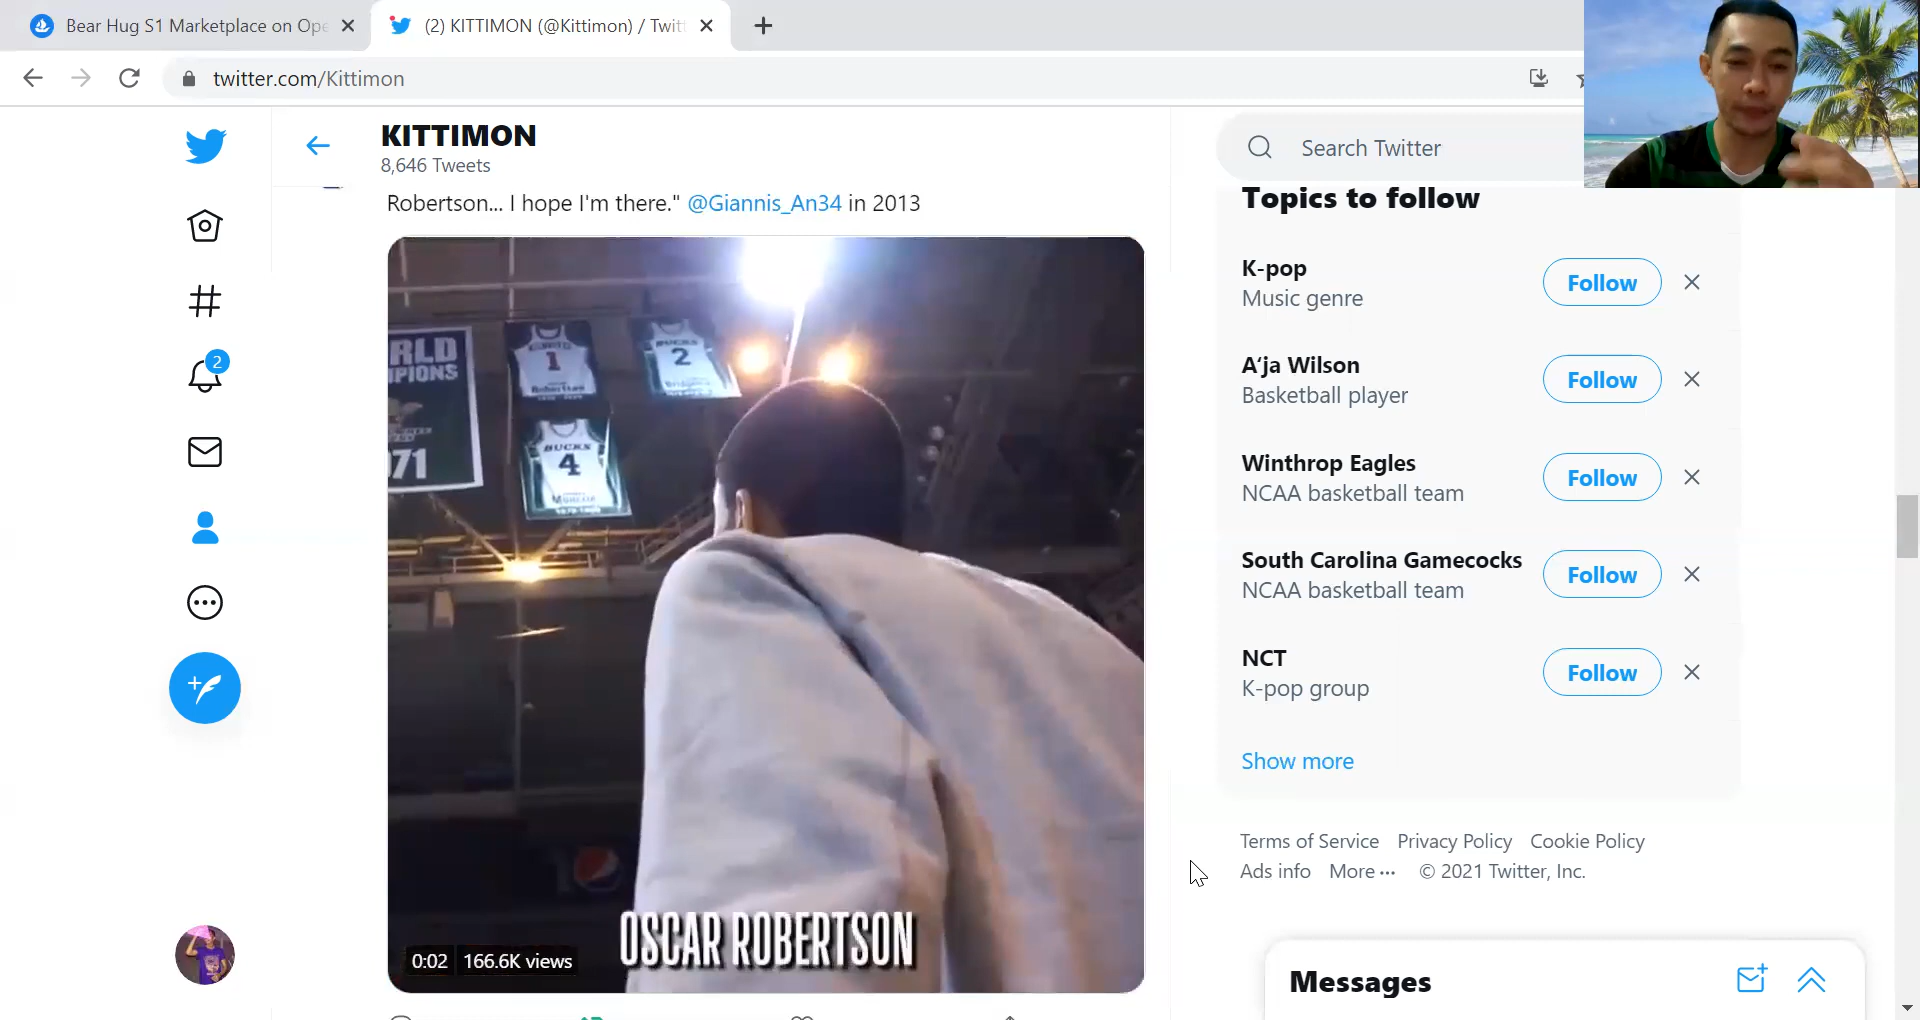 Bear Hug S1 Marketplace on Ope
(2) KITTIMON (@Kittimon) / Twit
twitter.com/Kittimon
KITTIMON
8,646 Tweets
Search Twitter
Robertson... I hope I'm there." @Giannis_An34 in 2013
Topics to follow
K-pop
Music genre
Follow
A'ja Wilson
Basketball player
Follow
Winthrop Eagles
NCAA basketball team
Follow
South Carolina Gamecocks
NCAA basketball team
Follow
NCT
K-pop group
Follow
Show more
2
RLD
PIONS
71
1
Robertson
BUCKS
2
BUCKS
4
OSCAR ROBERTSON
0:02 166.6K views
Terms of Service Privacy Policy Cookie Policy
Ads info More ··· © 2021 Twitter, Inc.
Messages